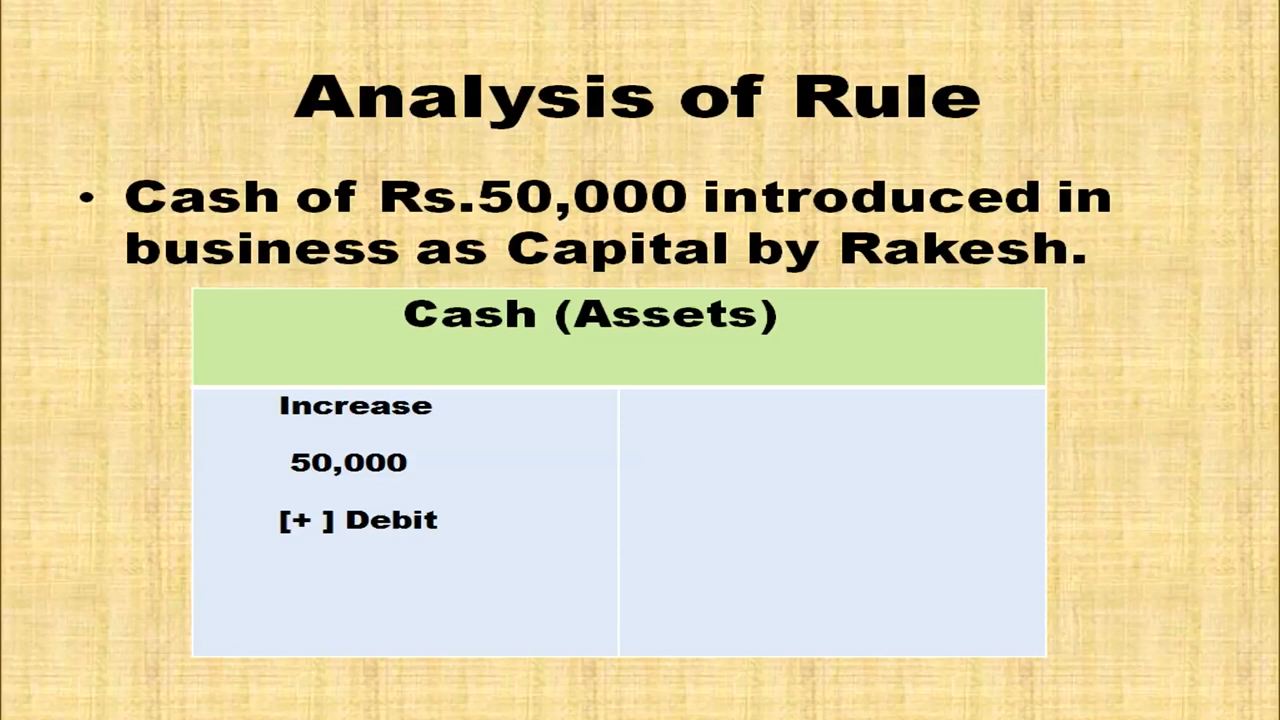 Analysis of Rule
• Cash of Rs.50,000 introduced in
business as Capital by Rakesh.
Cash (Assets)
Increase
50,000
[+ ] Debit